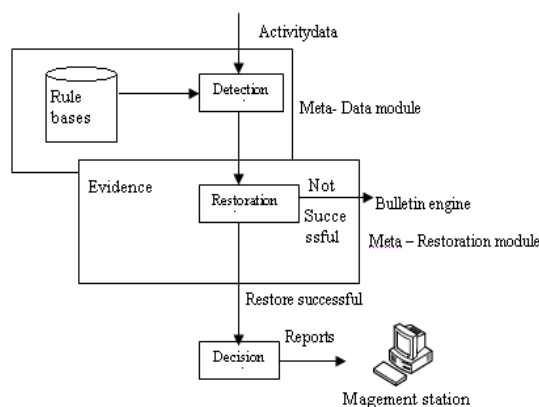 Activitydata
Rule
bases
Detection
Meta- Data module
Evidence
Restoration
Not
Succe
ssful
Bulletin engine
Meta – Restoration module
Restore successful
Decision
Reports
Magement station